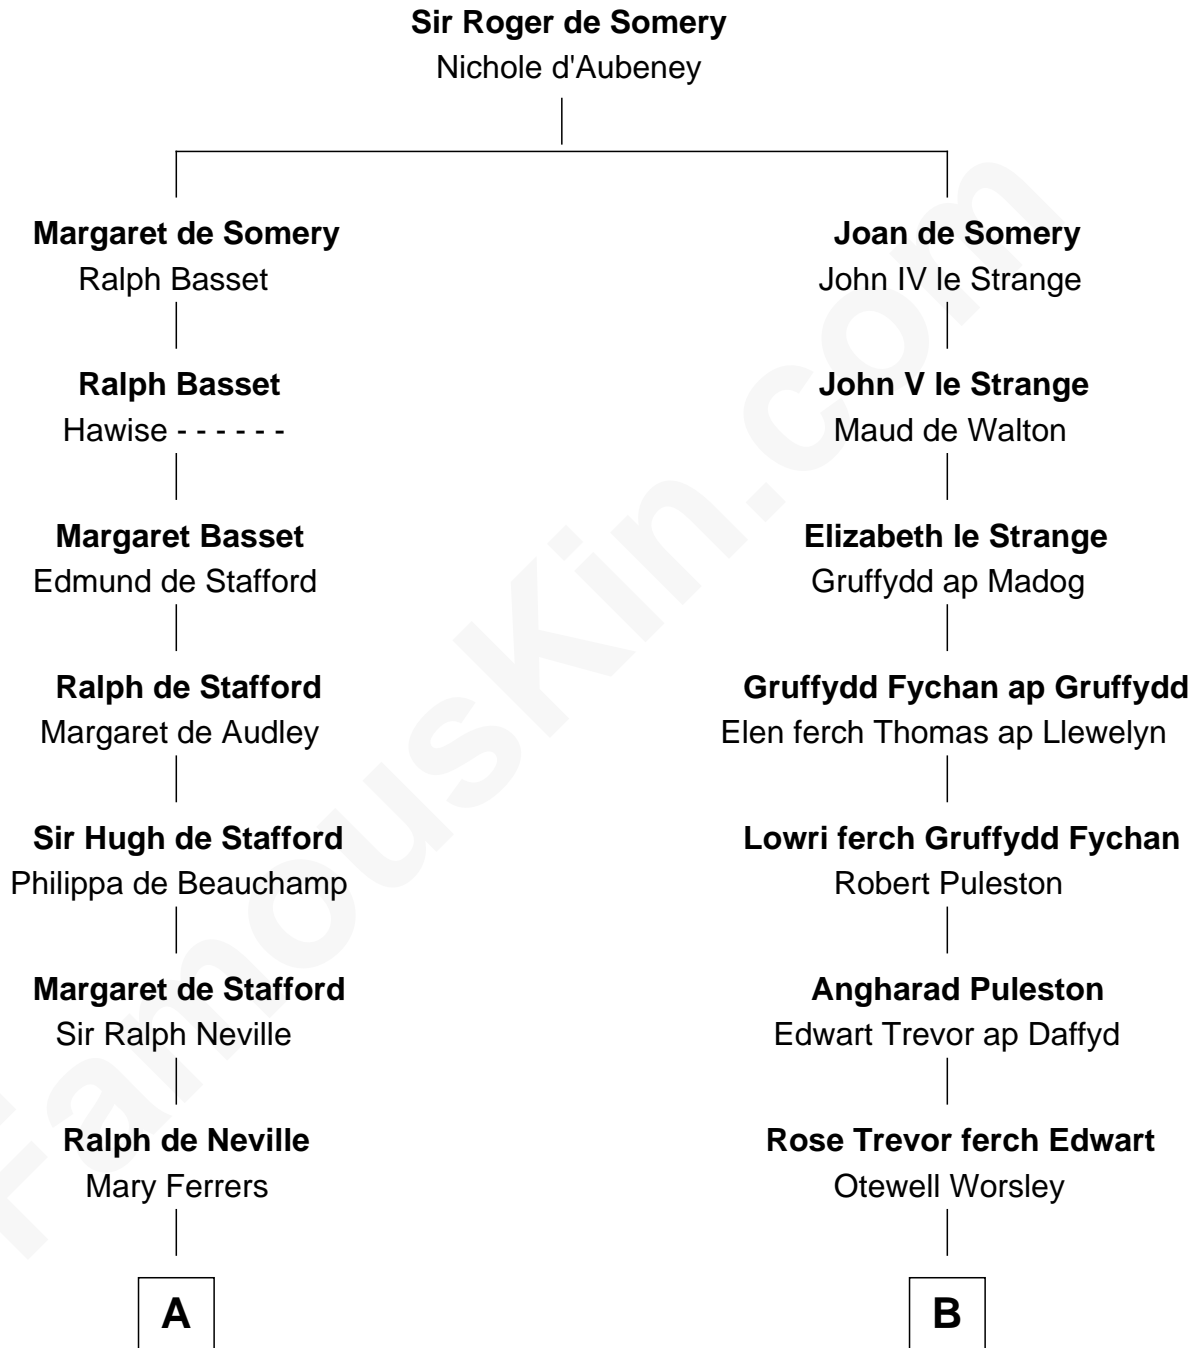 Sir Roger de Somery
Nichole d'Aubeney
Margaret de Somery
Ralph Basset
Joan de Somery
John IV le Strange
Ralph Basset
Hawise - - - - - -
John V le Strange
Maud de Walton
Margaret Basset
Edmund de Stafford
Elizabeth le Strange
Gruffydd ap Madog
Ralph de Stafford
Margaret de Audley
Gruffydd Fychan ap Gruffydd
Elen ferch Thomas ap Llewelyn
Sir Hugh de Stafford
Philippa de Beauchamp
Lowri ferch Gruffydd Fychan
Robert Puleston
Margaret de Stafford
Sir Ralph Neville
Angharad Puleston
Edwart Trevor ap Daffyd
Ralph de Neville
Mary Ferrers
Rose Trevor ferch Edwart
Otewell Worsley
A
B
FamousKin.com